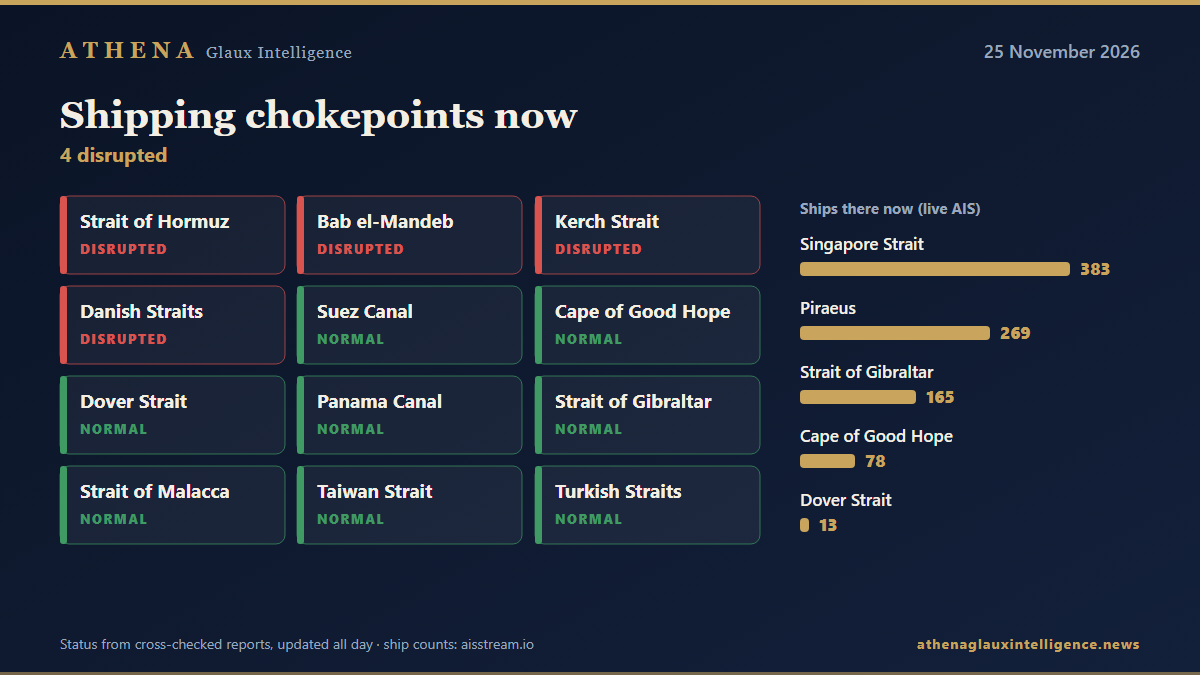 ATHENA Glaux Intelligence
25 November 2026
Shipping chokepoints now
4 disrupted
Strait of Hormuz
DISRUPTED
Bab el-Mandeb
DISRUPTED
Kerch Strait
DISRUPTED
Danish Straits
DISRUPTED
Suez Canal
NORMAL
Cape of Good Hope
NORMAL
Dover Strait
NORMAL
Panama Canal
NORMAL
Strait of Gibraltar
NORMAL
Strait of Malacca
NORMAL
Taiwan Strait
NORMAL
Turkish Straits
NORMAL
Ships there now (live AIS)
Singapore Strait
383
Piraeus
269
Strait of Gibraltar
165
Cape of Good Hope
78
Dover Strait
13
Status from cross-checked reports, updated all day · ship counts: aisstream.io
athenaglauxintelligence.news